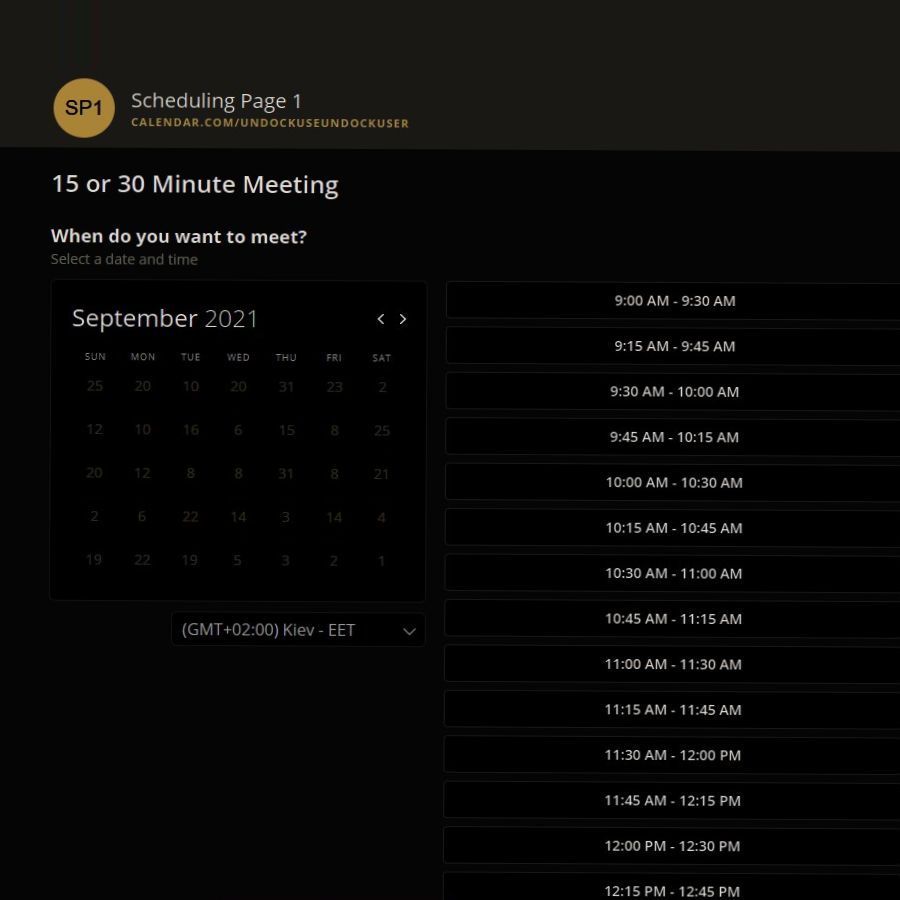 SP1
Scheduling Page 1
CALENDAR.COM/UNDOCKUSEUNDOCKUSER
15 or 30 Minute Meeting
When do you want to meet?
Select a date and time
September 2021
SUN MON TUE WED THU FRI SAT
25 20 10 20 31 23 2
12 10 16 6 15 8 25
20 12 8 8 31 8 21
2 6 22 14 3 14 4
19 22 19 5 3 2 1
(GMT+02:00) Kiev - EET
9:00 AM - 9:30 AM
9:15 AM - 9:45 AM
9:30 AM - 10:00 AM
9:45 AM - 10:15 AM
10:00 AM - 10:30 AM
10:15 AM - 10:45 AM
10:30 AM - 11:00 AM
10:45 AM - 11:15 AM
11:00 AM - 11:30 AM
11:15 AM - 11:45 AM
11:30 AM - 12:00 PM
11:45 AM - 12:15 PM
12:00 PM - 12:30 PM
12:15 PM - 12:45 PM